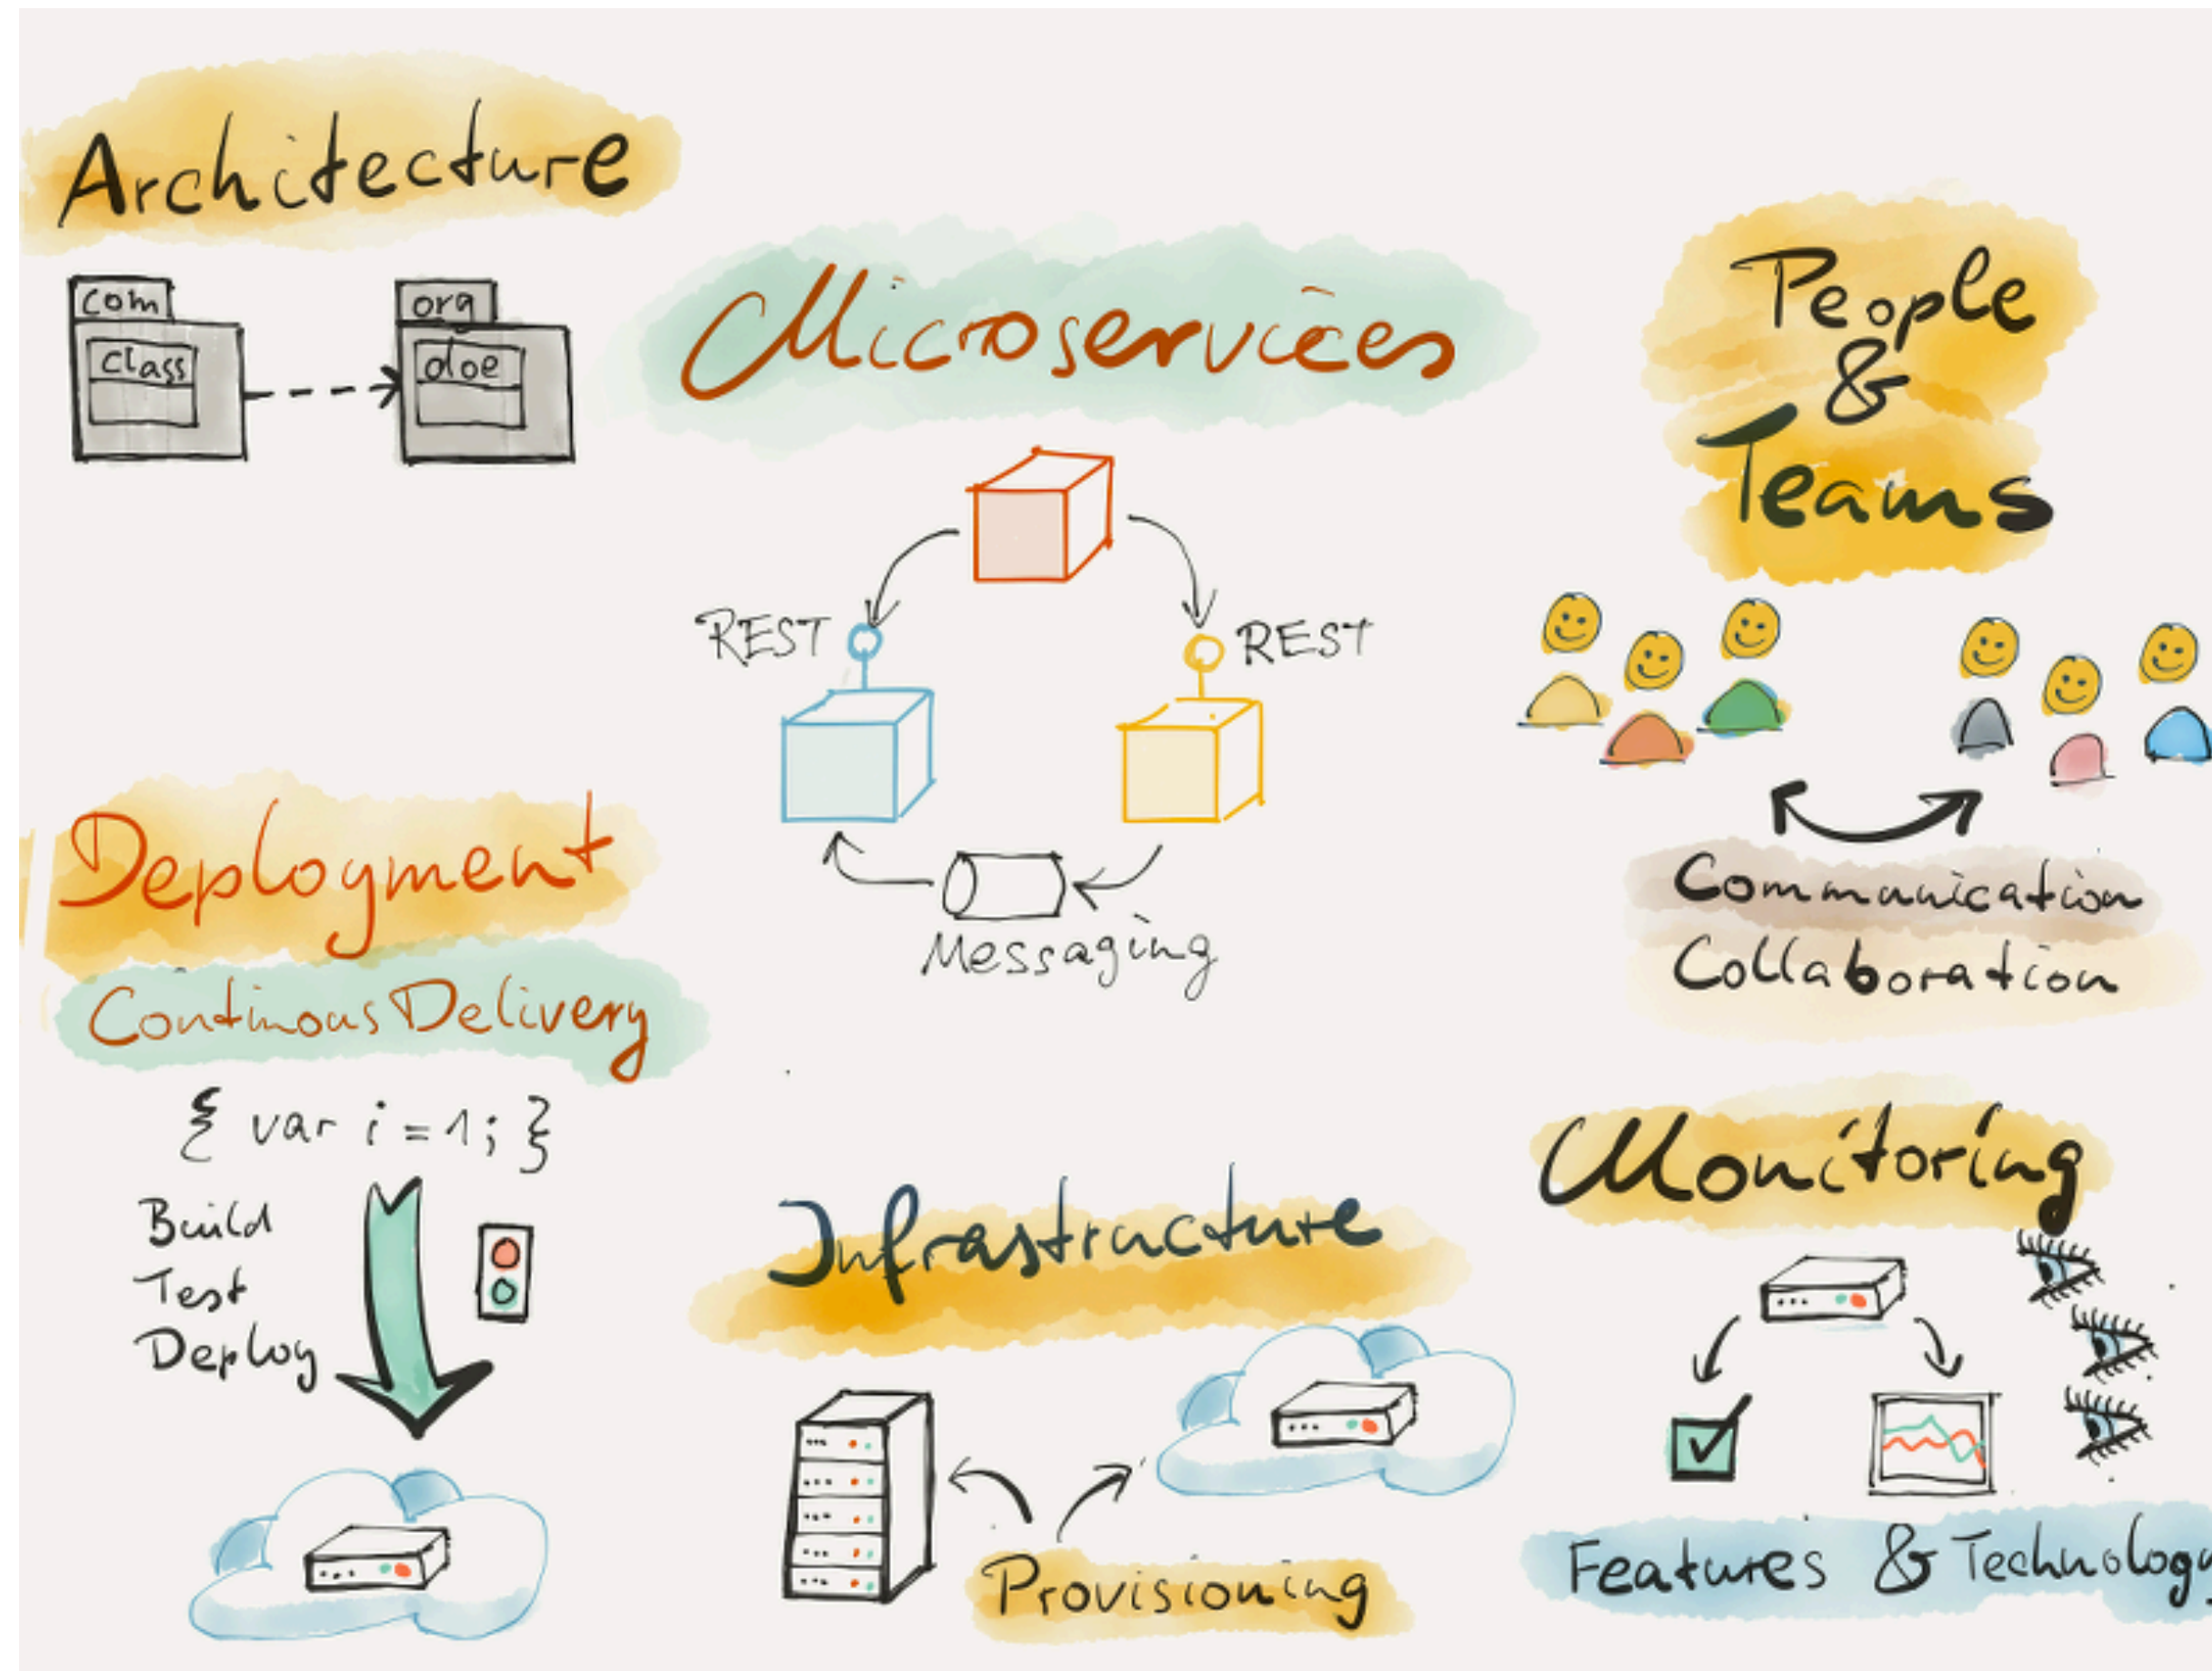 Architecture
com
class
org
doe
Microservices
REST
REST
Messaging
People
&
Teams
Communication
Collaboration
Deployment
Continous Delivery
{ var i = 1; }
Build
Test
Deploy
Infrastructure
Provisioning
Monitoring
Features & Technology